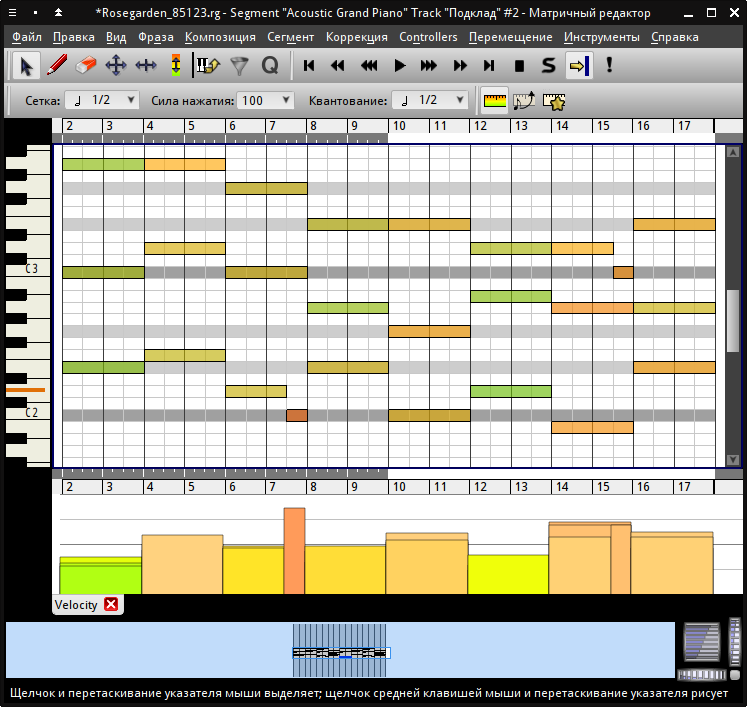 *Rosegarden_85123.rg - Segment "Acoustic Grand Piano" Track "Подклад" #2 - Матричный редактор
Файл Правка Вид Фраза Композиция Сегмент Коррекция Controllers Перемещение Инструменты Справка
Q S !
Сетка: 1/2 Сила нажатия: 100 Квантование: 1/2
2 3 4 5 6 7 8 9 10 11 12 13 14 15 16 17
C3
C2
2 3 4 5 6 7 8 9 10 11 12 13 14 15 16 17
Velocity
Щелчок и перетаскивание указателя мыши выделяет; щелчок средней клавишей мыши и перетаскивание указателя рисует